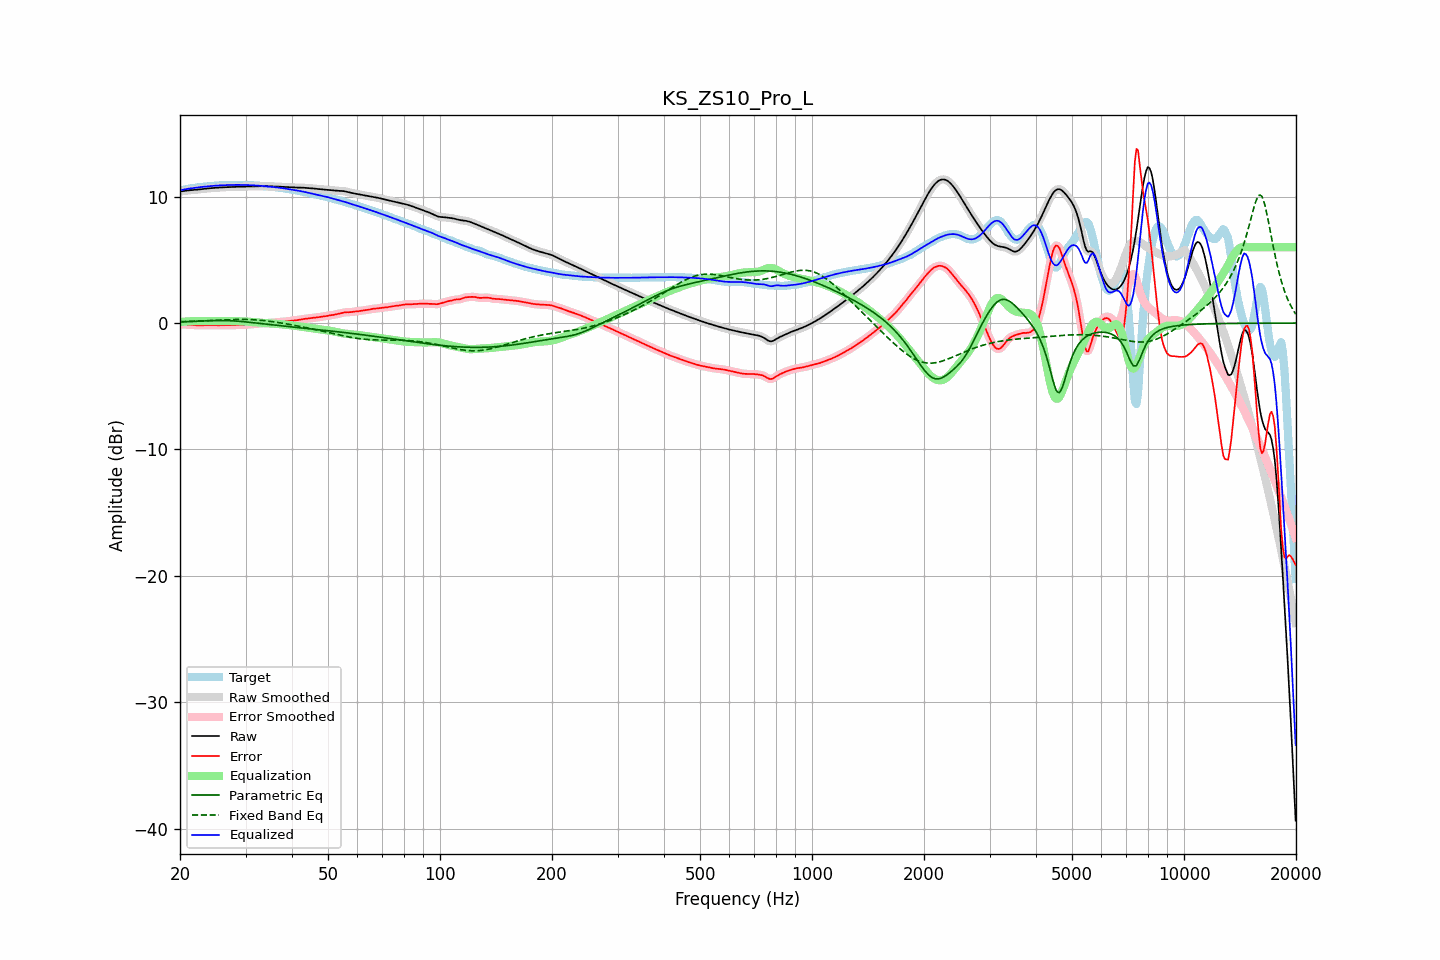 KS_ZS10_Pro_L
10
0
−10
−20
−30
−40
Amplitude (dBr)
Target
Raw Smoothed
Error Smoothed
Raw
Error
Equalization
Parametric Eq
Fixed Band Eq
Equalized
20 50 100 200 500 1000 2000 5000 10000 20000
Frequency (Hz)